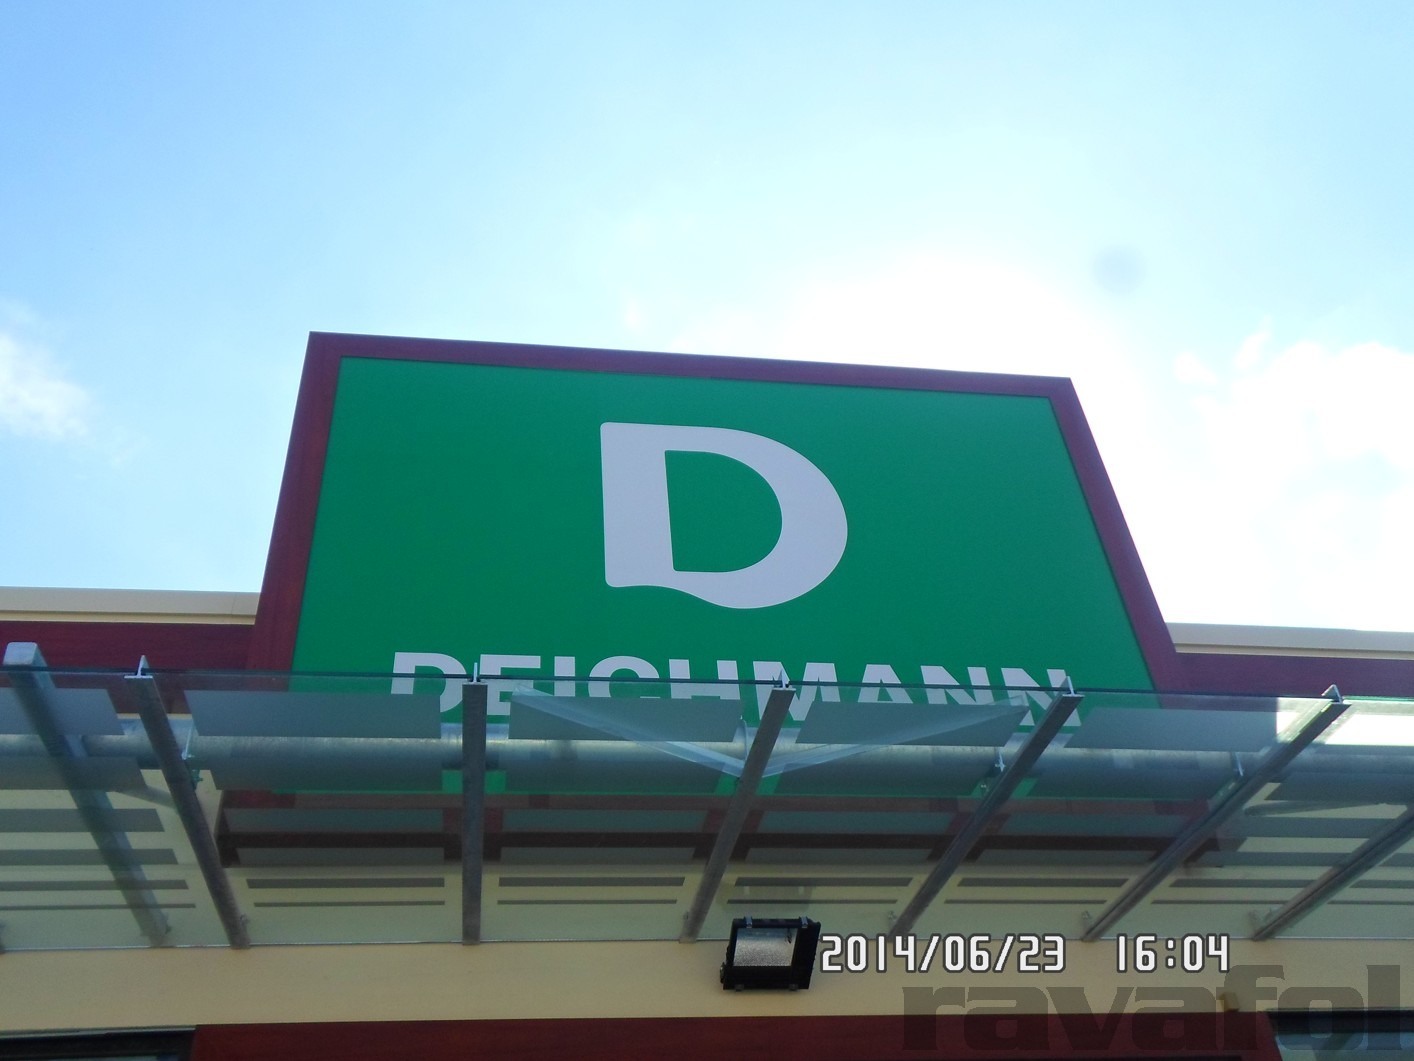 D
DEICHMANN
2014/06/23 16:04
ravafol